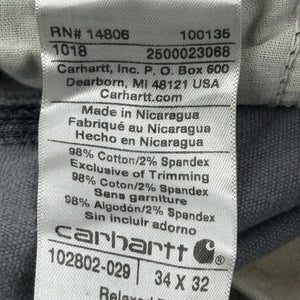 RN# 14806 100135
1018 2500023068
Carhartt, Inc. P. O. Box 600
Dearborn, MI 48121 USA
Carhartt.com
Made in Nicaragua
Fabriqué au Nicaragua
Hecho en Nicaragua
98% Cotton/2% Spandex
Exclusive of Trimming
98% Coton/2% Spandex
Sans garniture
98% Algodón/2% Spandex
Sin incluir adorno
carhartt
102802-029 34 X 32
Relaxed